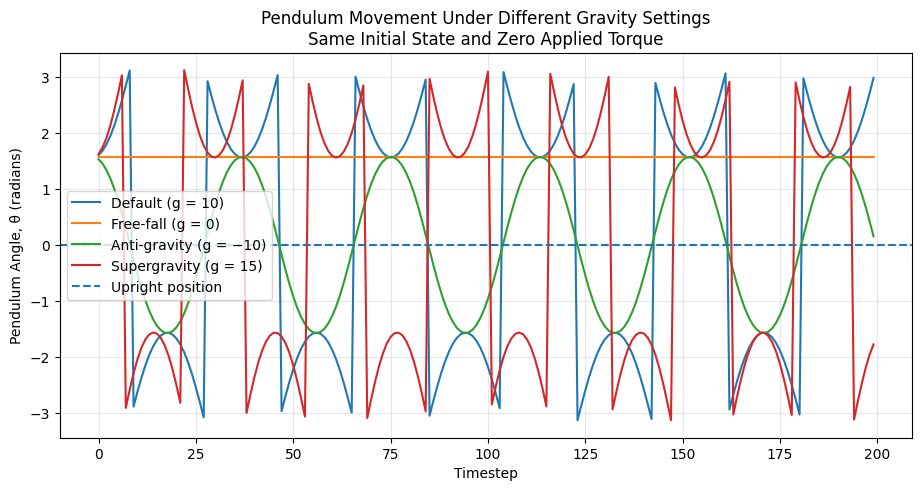 Pendulum Movement Under Different Gravity Settings
Same Initial State and Zero Applied Torque
Pendulum Angle, θ (radians)
3
2
1
0
−1
−2
−3
Default (g = 10)
Free-fall (g = 0)
Anti-gravity (g = −10)
Supergravity (g = 15)
Upright position
0
25
50
75
100
125
150
175
200
Timestep